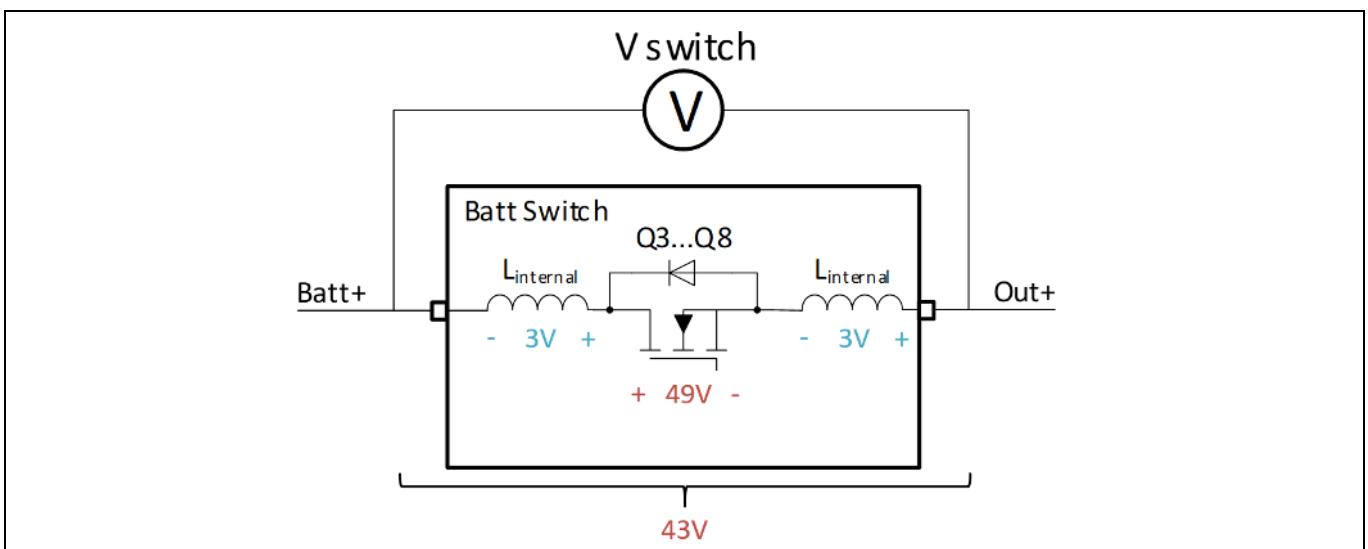 V switch
V
Batt Switch
Q3...Q8
Linternal
Linternal
Batt+
Out+
- 3V +
- 3V +
+ 49V -
43V